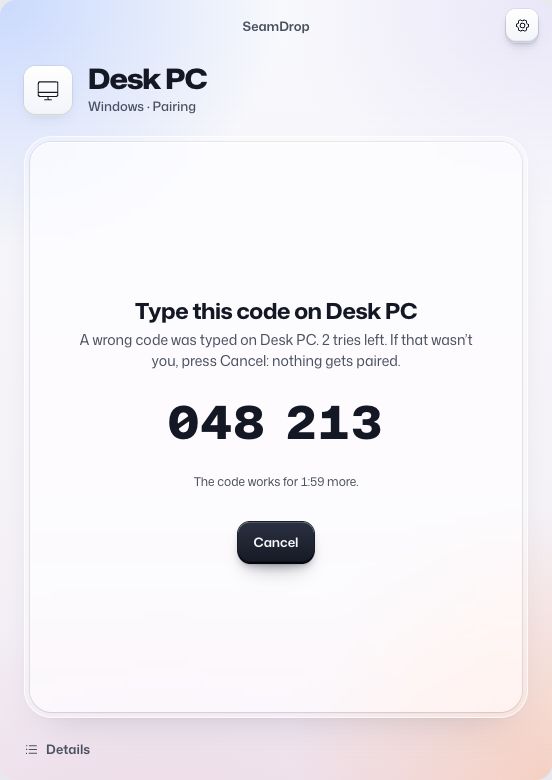 SeamDrop
Desk PC
Windows · Pairing
Type this code on Desk PC
A wrong code was typed on Desk PC. 2 tries left. If that wasn’t
you, press Cancel: nothing gets paired.
048 213
The code works for 1:59 more.
Cancel
Details